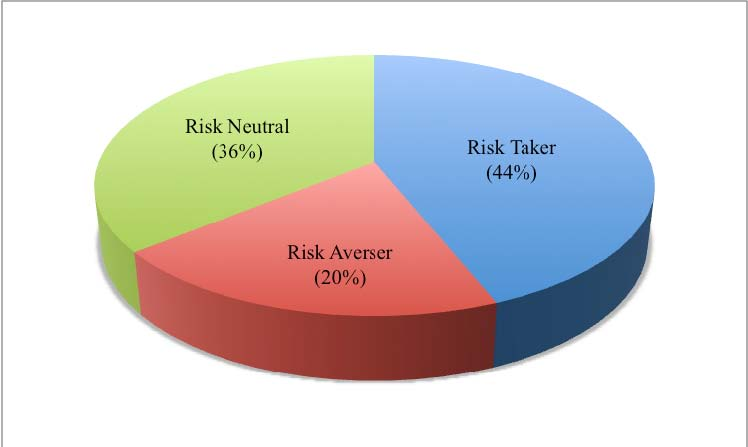 Risk Neutral
(36%)
Risk Taker
(44%)
Risk Averser
(20%)